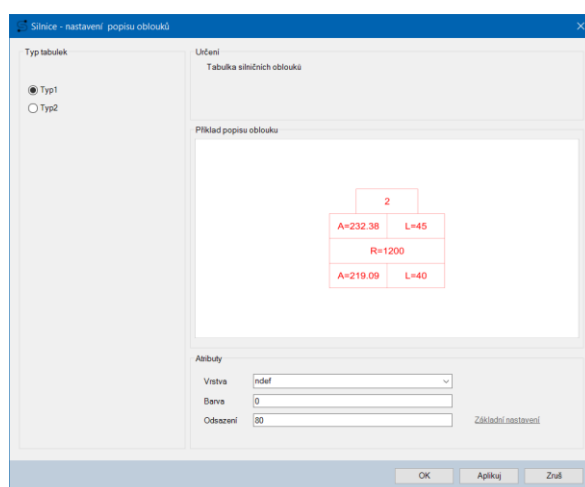 Silnice - nastavení popisu oblouků
Typ tabulek
Typ1
Typ2
Určení
Tabulka silničních oblouků
Příklad popisu oblouku
2
A=232.38 L=45
R=1200
A=219.09 L=40
Atributy
Vrstva ndef
Barva 0
Odsazení 80 Základní nastavení
OK Aplikuj Zruš